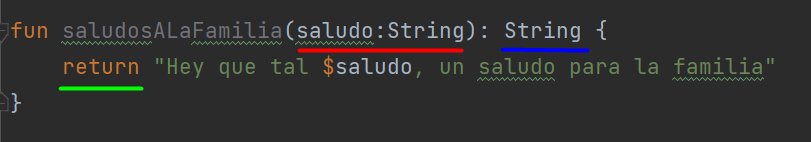 fun saludosALaFamilia(saludo:String): String {
return "Hey que tal $saludo, un saludo para la familia"
}